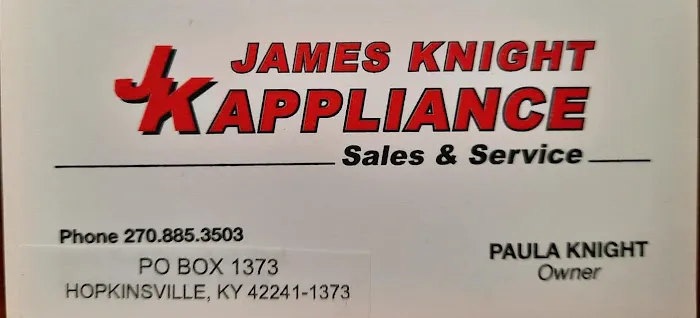 JK
JAMES KNIGHT
APPLIANCE
Sales & Service
Phone 270.885.3503
PO BOX 1373
HOPKINSVILLE, KY 42241-1373
PAULA KNIGHT
Owner